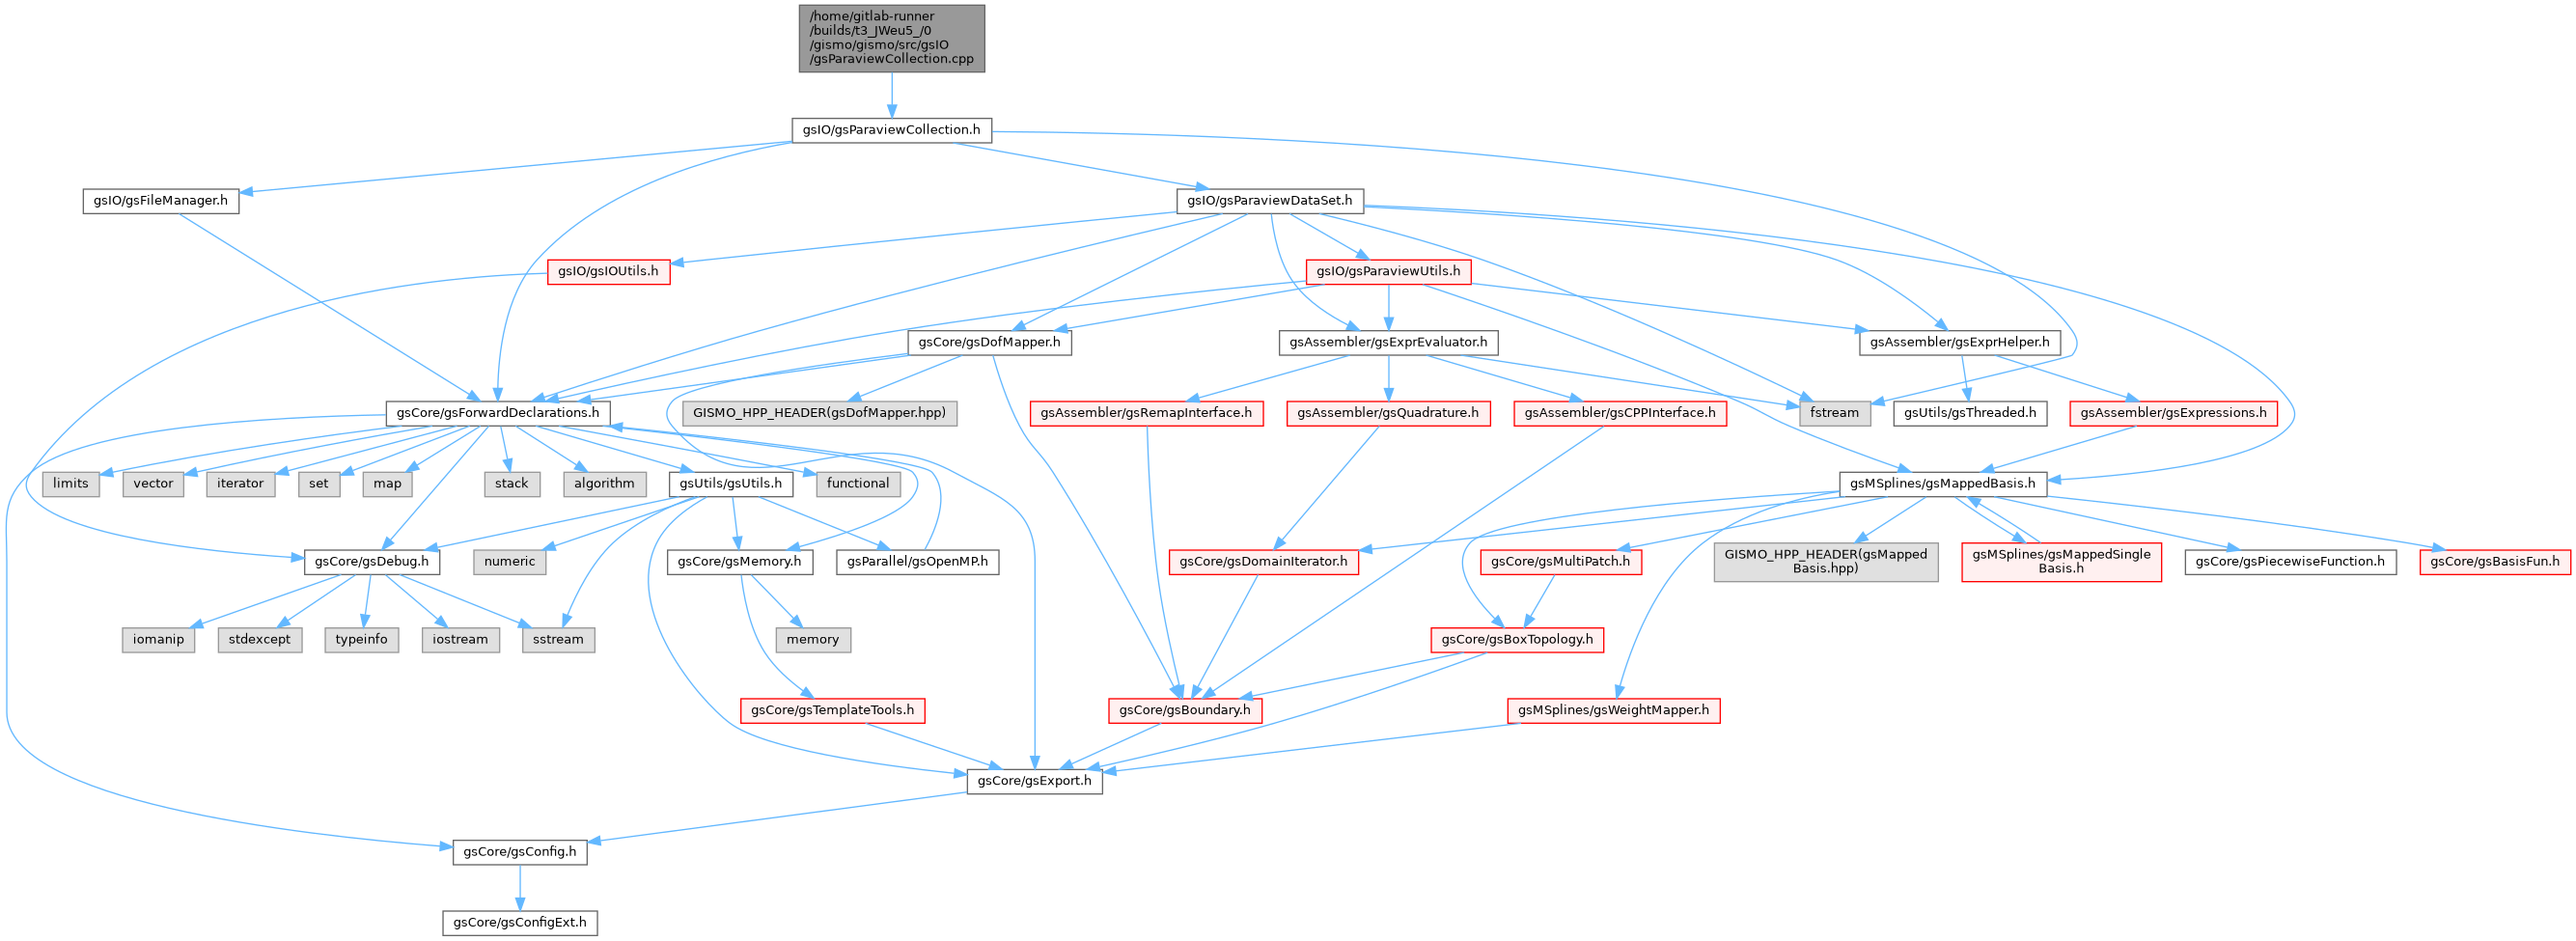 /home/gitlab-runner
/builds/t3_JWeu5_/0
/gismo/gismo/src/gsIO
/gsParaviewCollection.cpp
gsIO/gsParaviewCollection.h
gsIO/gsFileManager.h
gsIO/gsParaviewDataSet.h
gsIO/gsIOUtils.h
gsIO/gsParaviewUtils.h
gsCore/gsDofMapper.h
gsAssembler/gsExprEvaluator.h
gsAssembler/gsExprHelper.h
gsCore/gsForwardDeclarations.h
GISMO_HPP_HEADER(gsDofMapper.hpp)
gsAssembler/gsRemapInterface.h
gsAssembler/gsQuadrature.h
gsAssembler/gsCPPInterface.h
fstream
gsUtils/gsThreaded.h
gsAssembler/gsExpressions.h
limits
vector
iterator
set
map
stack
algorithm
gsUtils/gsUtils.h
functional
gsMSplines/gsMappedBasis.h
gsCore/gsDebug.h
numeric
gsCore/gsMemory.h
gsParallel/gsOpenMP.h
gsCore/gsDomainIterator.h
gsCore/gsMultiPatch.h
GISMO_HPP_HEADER(gsMapped
Basis.hpp)
gsMSplines/gsMappedSingle
Basis.h
gsCore/gsPiecewiseFunction.h
gsCore/gsBasisFun.h
iomanip
stdexcept
typeinfo
iostream
sstream
memory
gsCore/gsBoxTopology.h
gsCore/gsTemplateTools.h
gsCore/gsBoundary.h
gsMSplines/gsWeightMapper.h
gsCore/gsExport.h
gsCore/gsConfig.h
gsCore/gsConfigExt.h